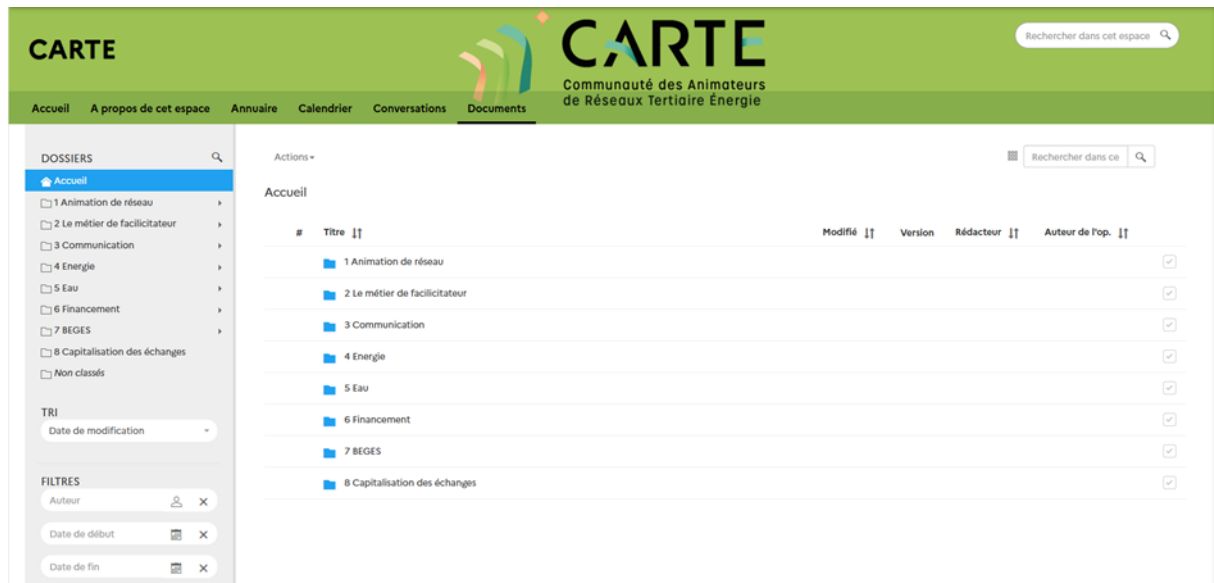 CARTE
CARTE
Communauté des Animateurs
de Réseaux Tertiaire Énergie
Rechercher dans cet espace
Accueil A propos de cet espace Annuaire Calendrier Conversations Documents
DOSSIERS
Accueil
1 Animation de réseau
2 Le métier de facilicitateur
3 Communication
4 Energie
5 Eau
6 Financement
7 BEGES
8 Capitalisation des échanges
Non classés
TRI
Date de modification
FILTRES
Auteur
Date de début
Date de fin
Actions
Rechercher dans ce
Accueil
# Titre Modifié Version Rédacteur Auteur de l'op.
1 Animation de réseau
2 Le métier de facilicitateur
3 Communication
4 Energie
5 Eau
6 Financement
7 BEGES
8 Capitalisation des échanges